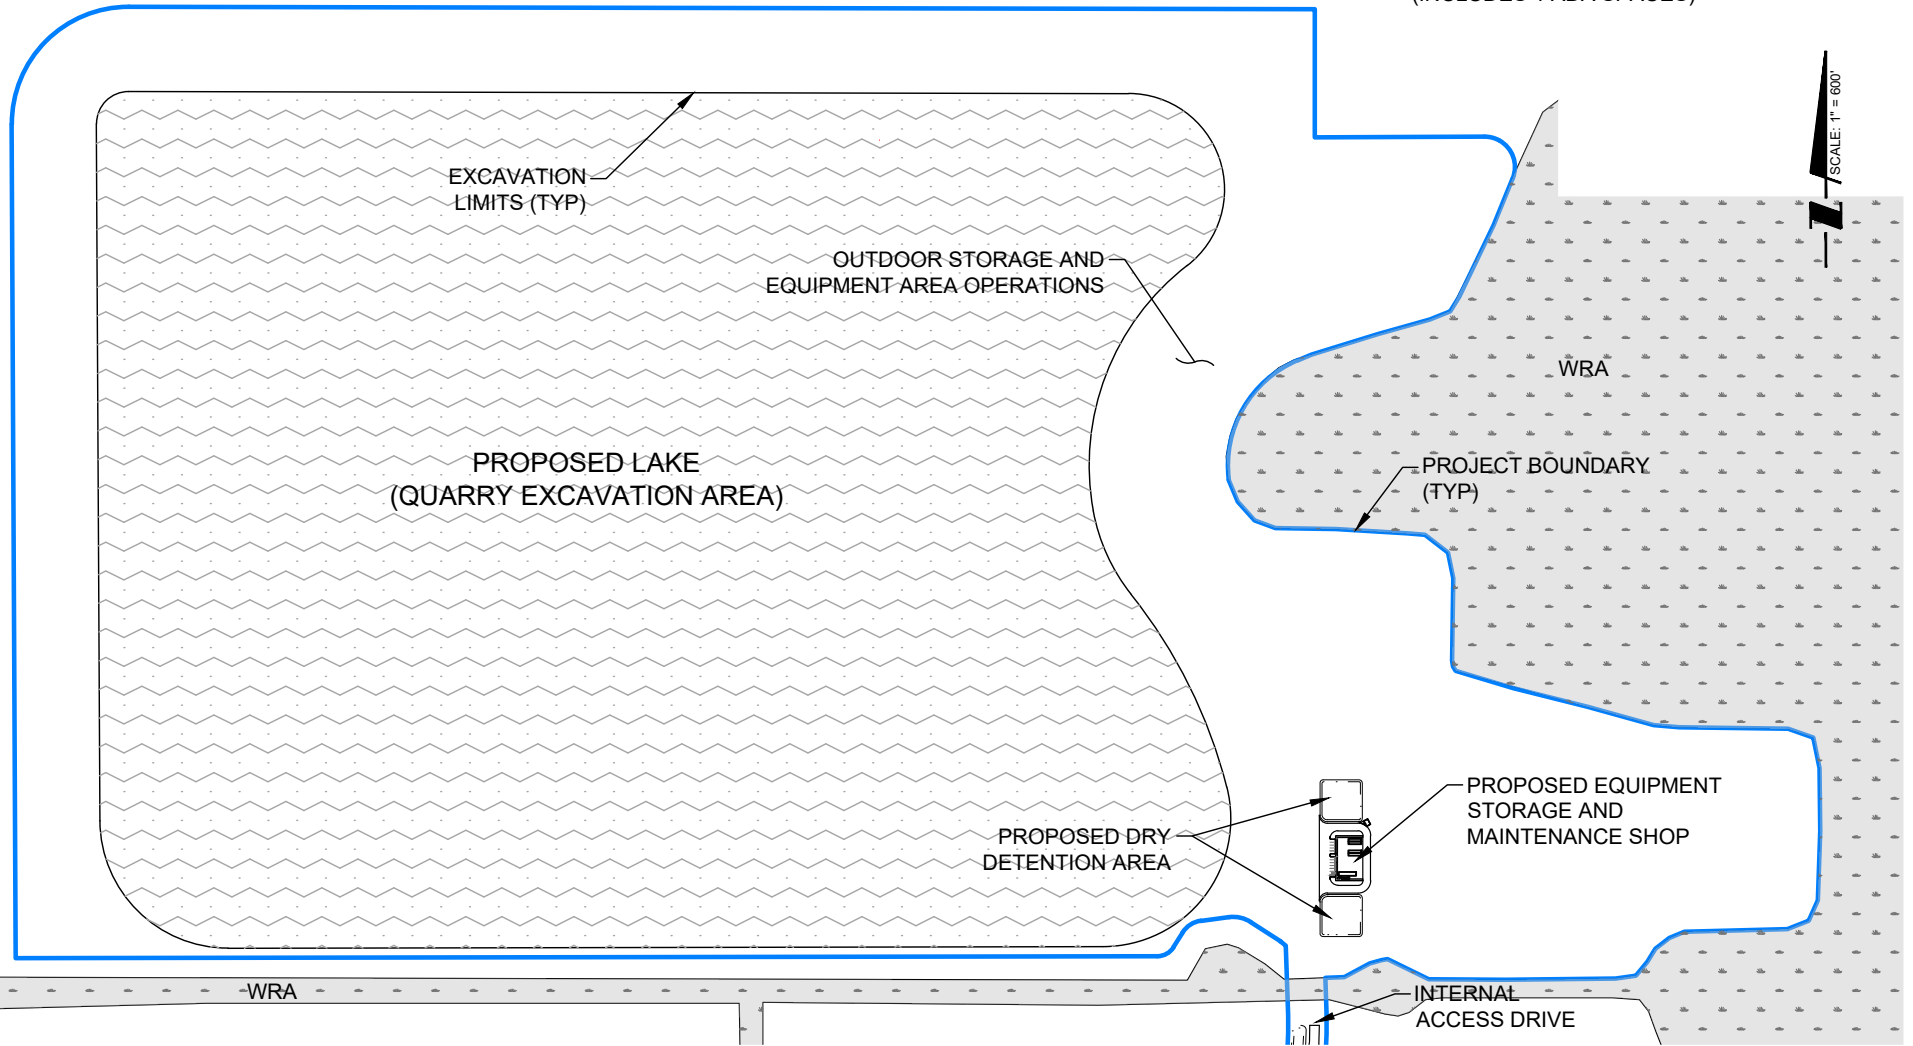 SCALE: 1" = 600'
EXCAVATION
LIMITS (TYP)
OUTDOOR STORAGE AND
EQUIPMENT AREA OPERATIONS
WRA
PROPOSED LAKE
(QUARRY EXCAVATION AREA)
PROJECT BOUNDARY
(TYP)
PROPOSED EQUIPMENT
STORAGE AND
MAINTENANCE SHOP
PROPOSED DRY
DETENTION AREA
WRA
INTERNAL
ACCESS DRIVE
N